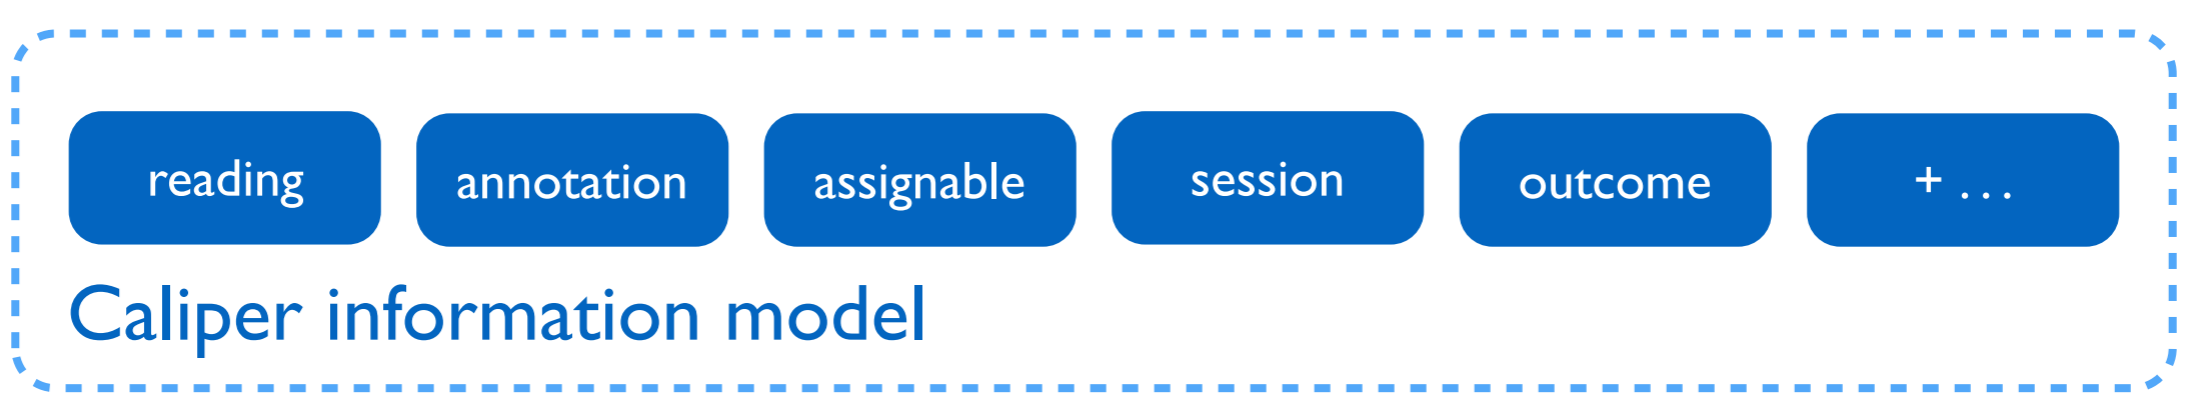 reading
annotation
assignable
session
outcome
+ . . .
Caliper information model